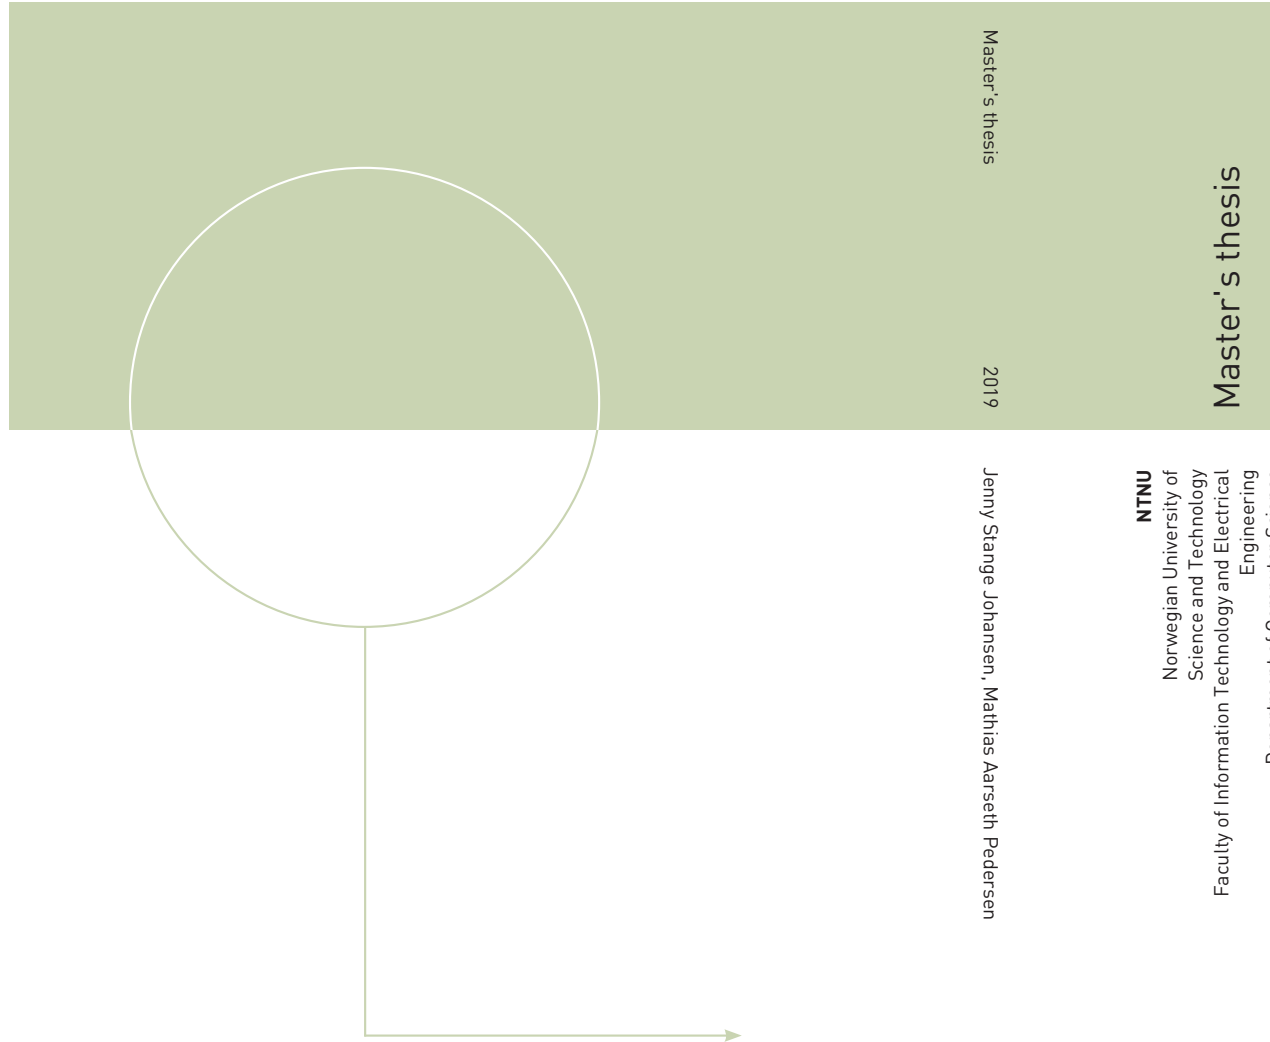 Master's thesis
2019
Jenny Stange Johansen, Mathias Aarseth Pedersen
Master's thesis
NTNU
Norwegian University of
Science and Technology
Faculty of Information Technology and Electrical
Engineering